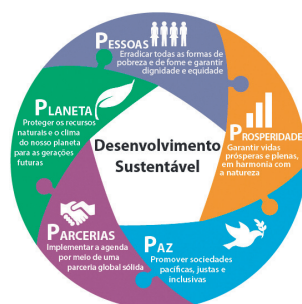 PESSOAS
Erradicar todas as formas de
pobreza e de fome e garantir
dignidade e equidade
PLANETA
Proteger os recursos
naturais e o clima
do nosso planeta
para as gerações
futuras
Desenvolvimento
Sustentável
PROSPERIDADE
Garantir vidas
prósperas e plenas,
em harmonia com
a natureza
PARCERIAS
Implementar a agenda
por meio de uma
parceria global sólida
PAZ
Promover sociedades
pacíficas, justas e
inclusivas